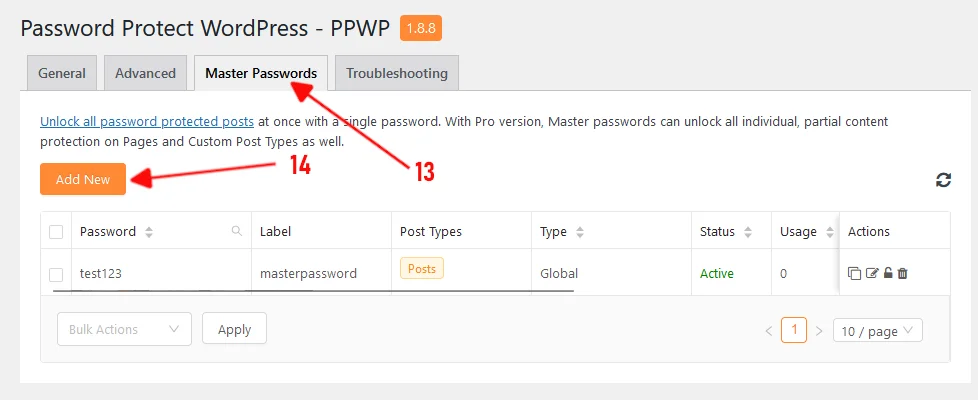 Password Protect WordPress - PPWP 1.8.8
General Advanced Master Passwords Troubleshooting
Unlock all password protected posts at once with a single password. With Pro version, Master passwords can unlock all individual, partial content
protection on Pages and Custom Post Types as well.
14 13
Add New
Password Label Post Types Type Status Usage Actions
test123 masterpassword Posts Global Active 0
Bulk Actions Apply 1 10 / page